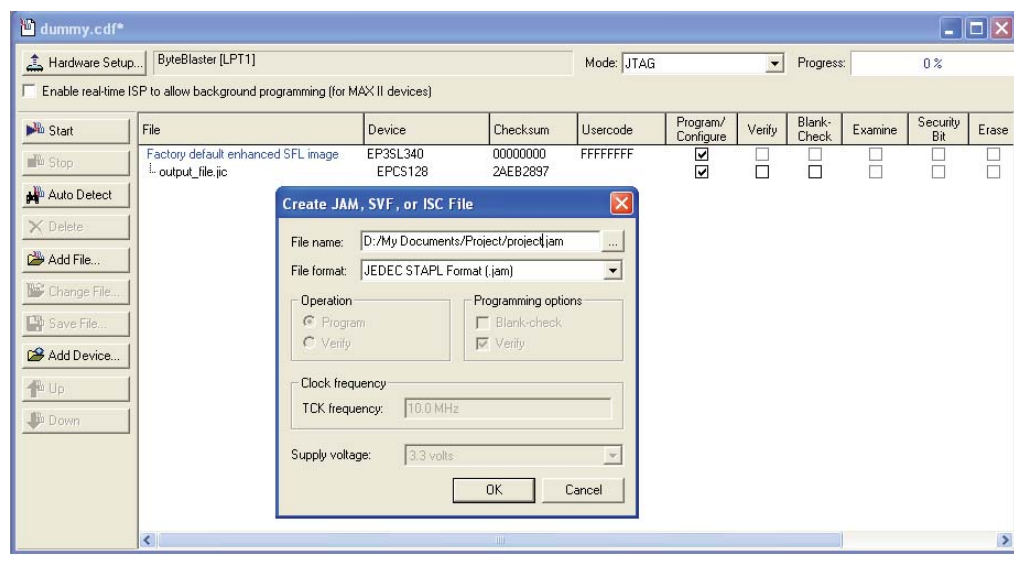 dummy.cdf*
Hardware Setup... ByteBlaster [LPT1] Mode: JTAG Progress: 0 %
Enable real-time ISP to allow background programming (for MAX II devices)
Start
Stop
Auto Detect
Delete
Add File...
Change File...
Save File...
Add Device...
Up
Down
File Device Checksum Usercode Program/ Configure Verify Blank- Check Examine Security Bit Erase
Factory default enhanced SFL image EP3SL340 00000000 FFFFFFFF
output_file.jic EPCS128 2AEB2897
Create JAM, SVF, or ISC File
File name: D:/My Documents/Project/project.jam ...
File format: JEDEC STAPL Format (.jam)
Operation Programming options
Program Blank-check
Verify Verify
Clock frequency
TCK frequency: 10.0 MHz
Supply voltage: 3.3 volts
OK Cancel